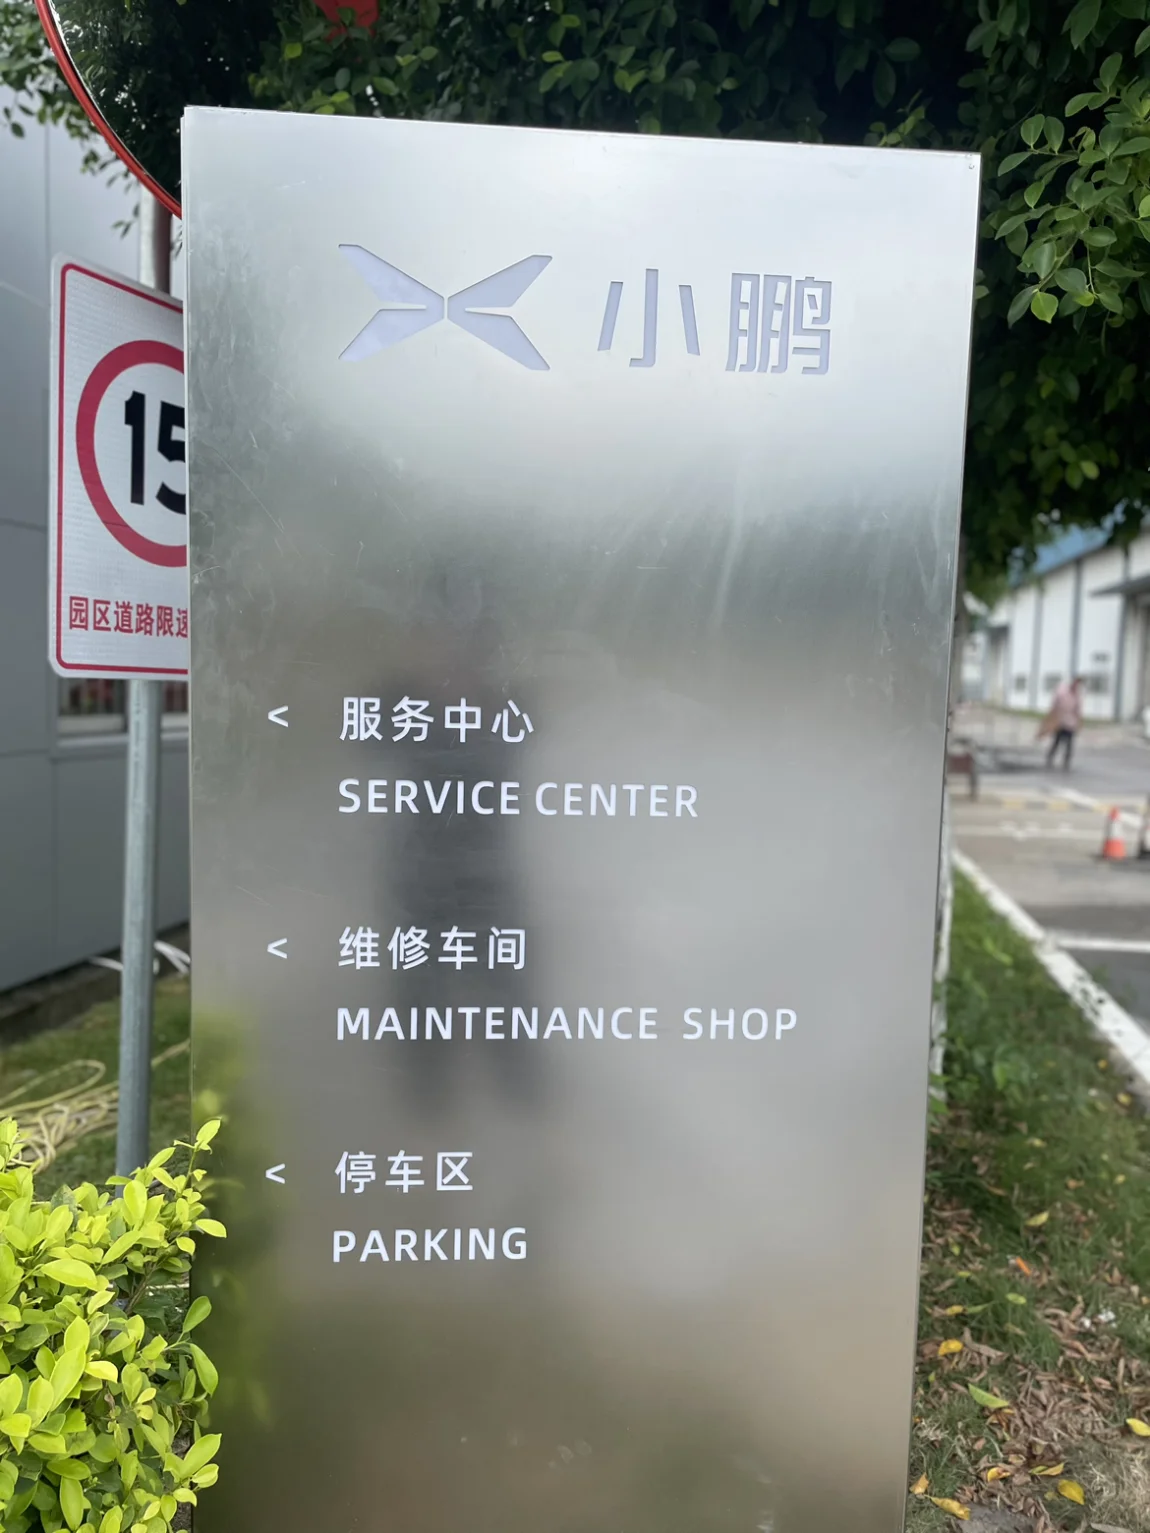 小鹏
15
园区道路限速
< 服务中心
SERVICE CENTER
< 维修车间
MAINTENANCE SHOP
< 停车区
PARKING